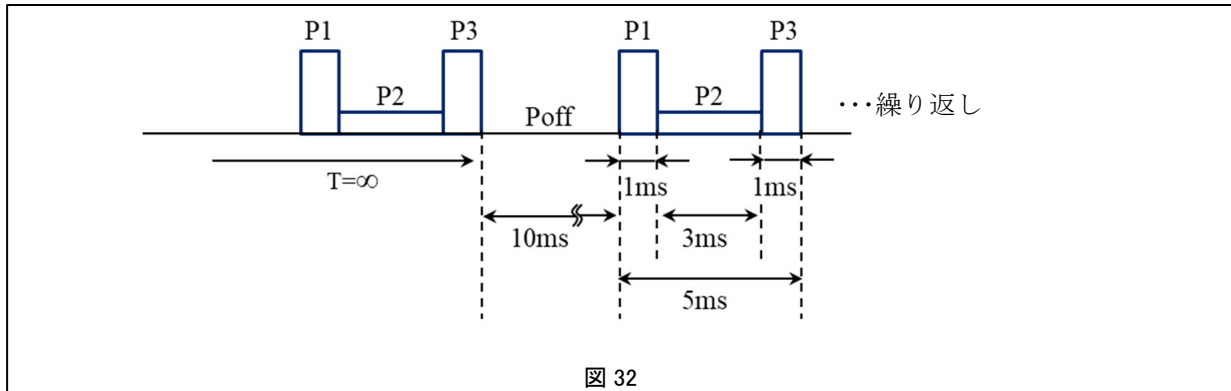 P1 P3 P1 P3
P2 P2
Poff
･･･繰り返し
T=∞
1ms 1ms
10ms 3ms
5ms
図 32